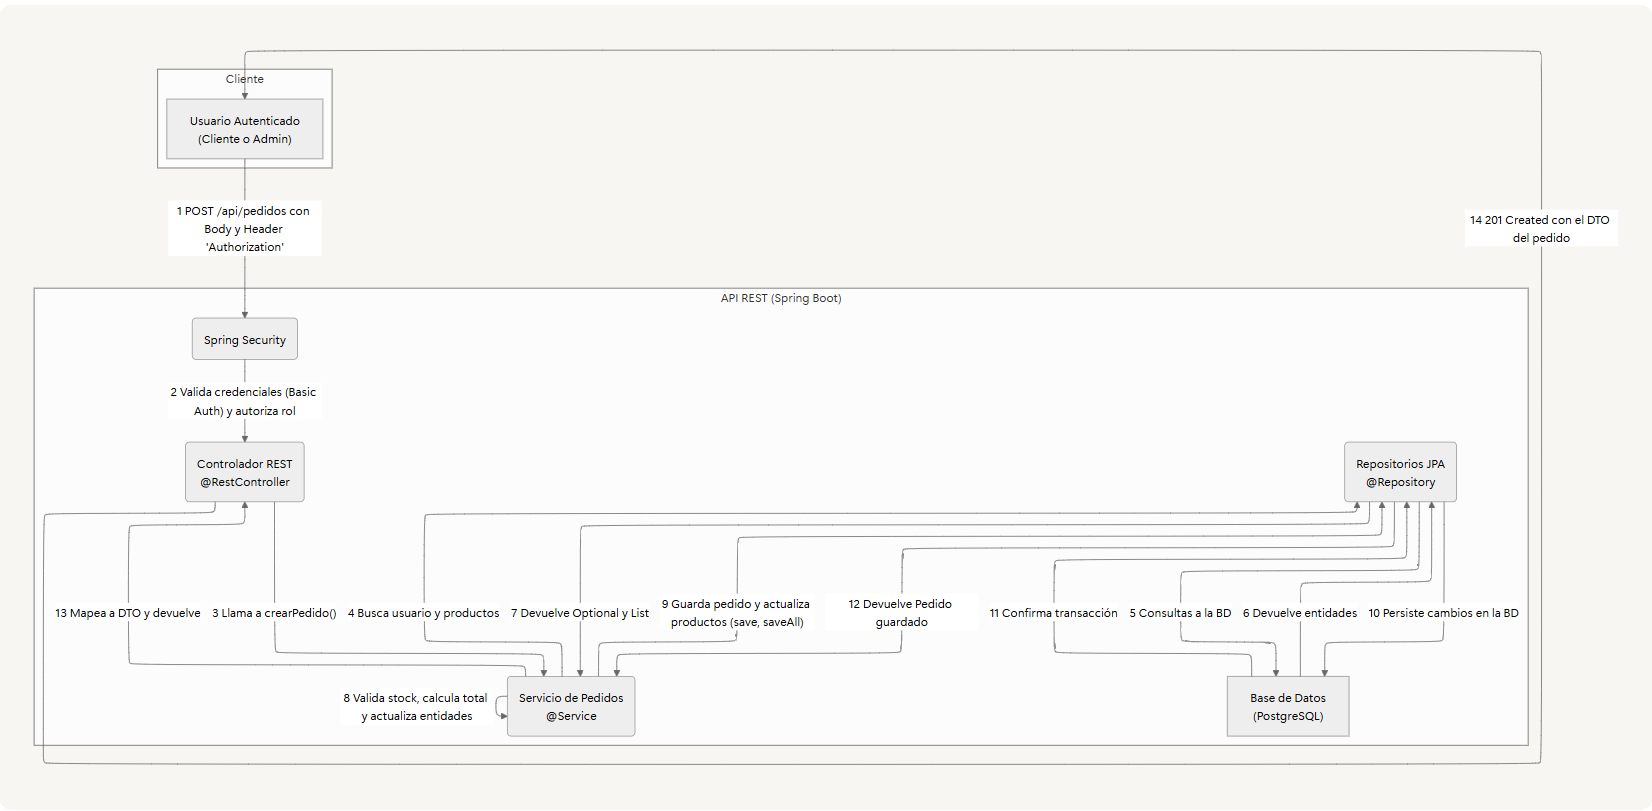 Cliente
Usuario Autenticado
(Cliente o Admin)
1 POST /api/pedidos con
Body y Header
'Authorization'
14 201 Created con el DTO
del pedido
API REST (Spring Boot)
Spring Security
2 Valida credenciales (Basic
Auth) y autoriza rol
Controlador REST
@RestController
Repositorios JPA
@Repository
13 Mapea a DTO y devuelve
3 Llama a crearPedido()
4 Busca usuario y productos
7 Devuelve Optional y List
9 Guarda pedido y actualiza
productos (save, saveAll)
12 Devuelve Pedido
guardado
11 Confirma transacción
5 Consultas a la BD
6 Devuelve entidades
10 Persiste cambios en la BD
8 Valida stock, calcula total
y actualiza entidades
Servicio de Pedidos
@Service
Base de Datos
(PostgreSQL)